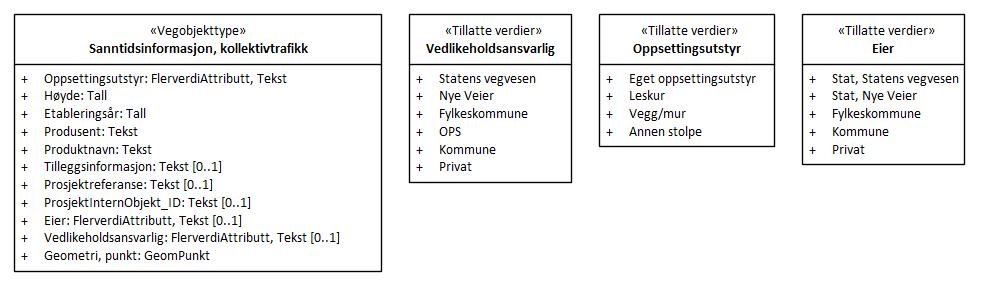 «Vegobjekttype»
Sanntidsinformasjon, kollektivtrafikk
+ Oppsettingsutstyr: FlerverdiAttributt, Tekst
+ Høyde: Tall
+ Etableringsår: Tall
+ Produsent: Tekst
+ Produktnavn: Tekst
+ Tilleggsinformasjon: Tekst [0..1]
+ Prosjektreferanse: Tekst [0..1]
+ ProsjektInternObjekt_ID: Tekst [0..1]
+ Eier: FlerverdiAttributt, Tekst [0..1]
+ Vedlikeholdsansvarlig: FlerverdiAttributt, Tekst [0..1]
+ Geometri, punkt: GeomPunkt
«Tillatte verdier»
Vedlikeholdsansvarlig
+ Statens vegvesen
+ Nye Veier
+ Fylkeskommune
+ OPS
+ Kommune
+ Privat
«Tillatte verdier»
Oppsettingsutstyr
+ Eget oppsettingsutstyr
+ Leskur
+ Vegg/mur
+ Annen stolpe
«Tillatte verdier»
Eier
+ Stat, Statens vegvesen
+ Stat, Nye Veier
+ Fylkeskommune
+ Kommune
+ Privat